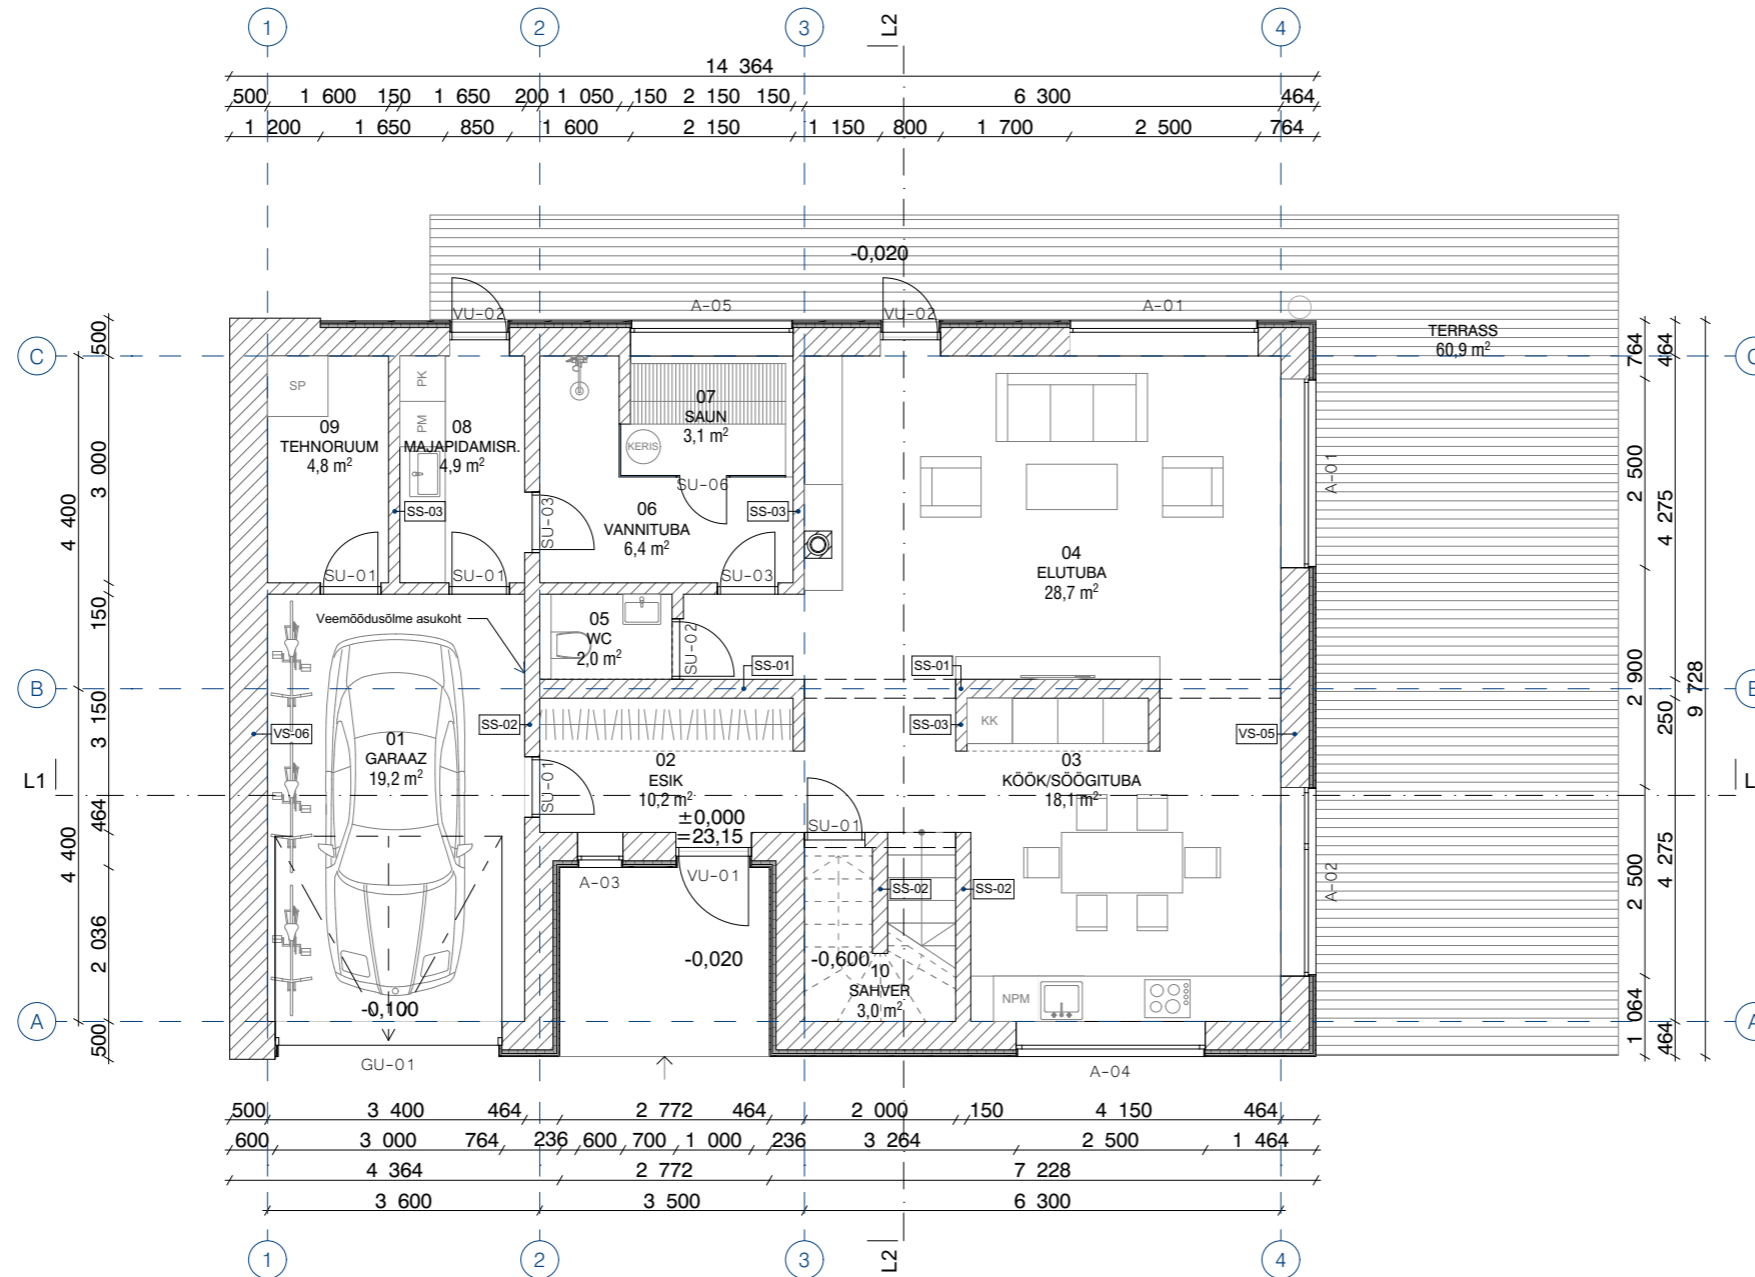 1 2 3 4
L2
14 364
500 1 600 150 1 650 200 1 050 150 2 150 150 6 300 464
1 200 1 650 850 1 600 2 150 1 150 800 1 700 2 500 764
-0,020
VU-02 A-05 VU-02 A-01
TERRASS
60,9 m²
C
500
3 000
4 400
150
B
3 150
464
4 400
2 036
A
500
L1
SP
PK
PM
09
TEHNORUUM
4,8 m²
08
MAJAPIDAMISR.
4,9 m²
07
SAUN
3,1 m²
KERIS
SU-06
SS-03
SU-03
06
VANNITUBA
6,4 m²
SS-03
SU-01
SU-01
SU-03
04
ELUTUBA
28,7 m²
A-01
Veemöödusõlme asukoht
05
WC
2,0 m²
SU-02
SS-01
SS-01
VS-06
SS-02
SS-03
KK
VS-05
01
GARAAZ
19,2 m²
02
ESIK
10,2 m²
±0,000
=23,15
SU-01
03
KÖÖK/SÖÖGITUBA
18,1 m²
SU-01
A-03
VU-01
SS-02
SS-02
A-02
-0,020
-0,600
10
SAHVER
3,0 m²
NPM
-0,100
GU-01
A-04
764
464
2 500
4 275
2 900
250
9 728
2 500
4 275
1 064
464
C
B
L
A
500 3 400 464 2 772 464 2 000 150 4 150 464
600 3 000 764 236 600 700 1 000 236 3 264 2 500 1 464
4 364 2 772 7 228
3 600 3 500 6 300
L2
1 2 3 4